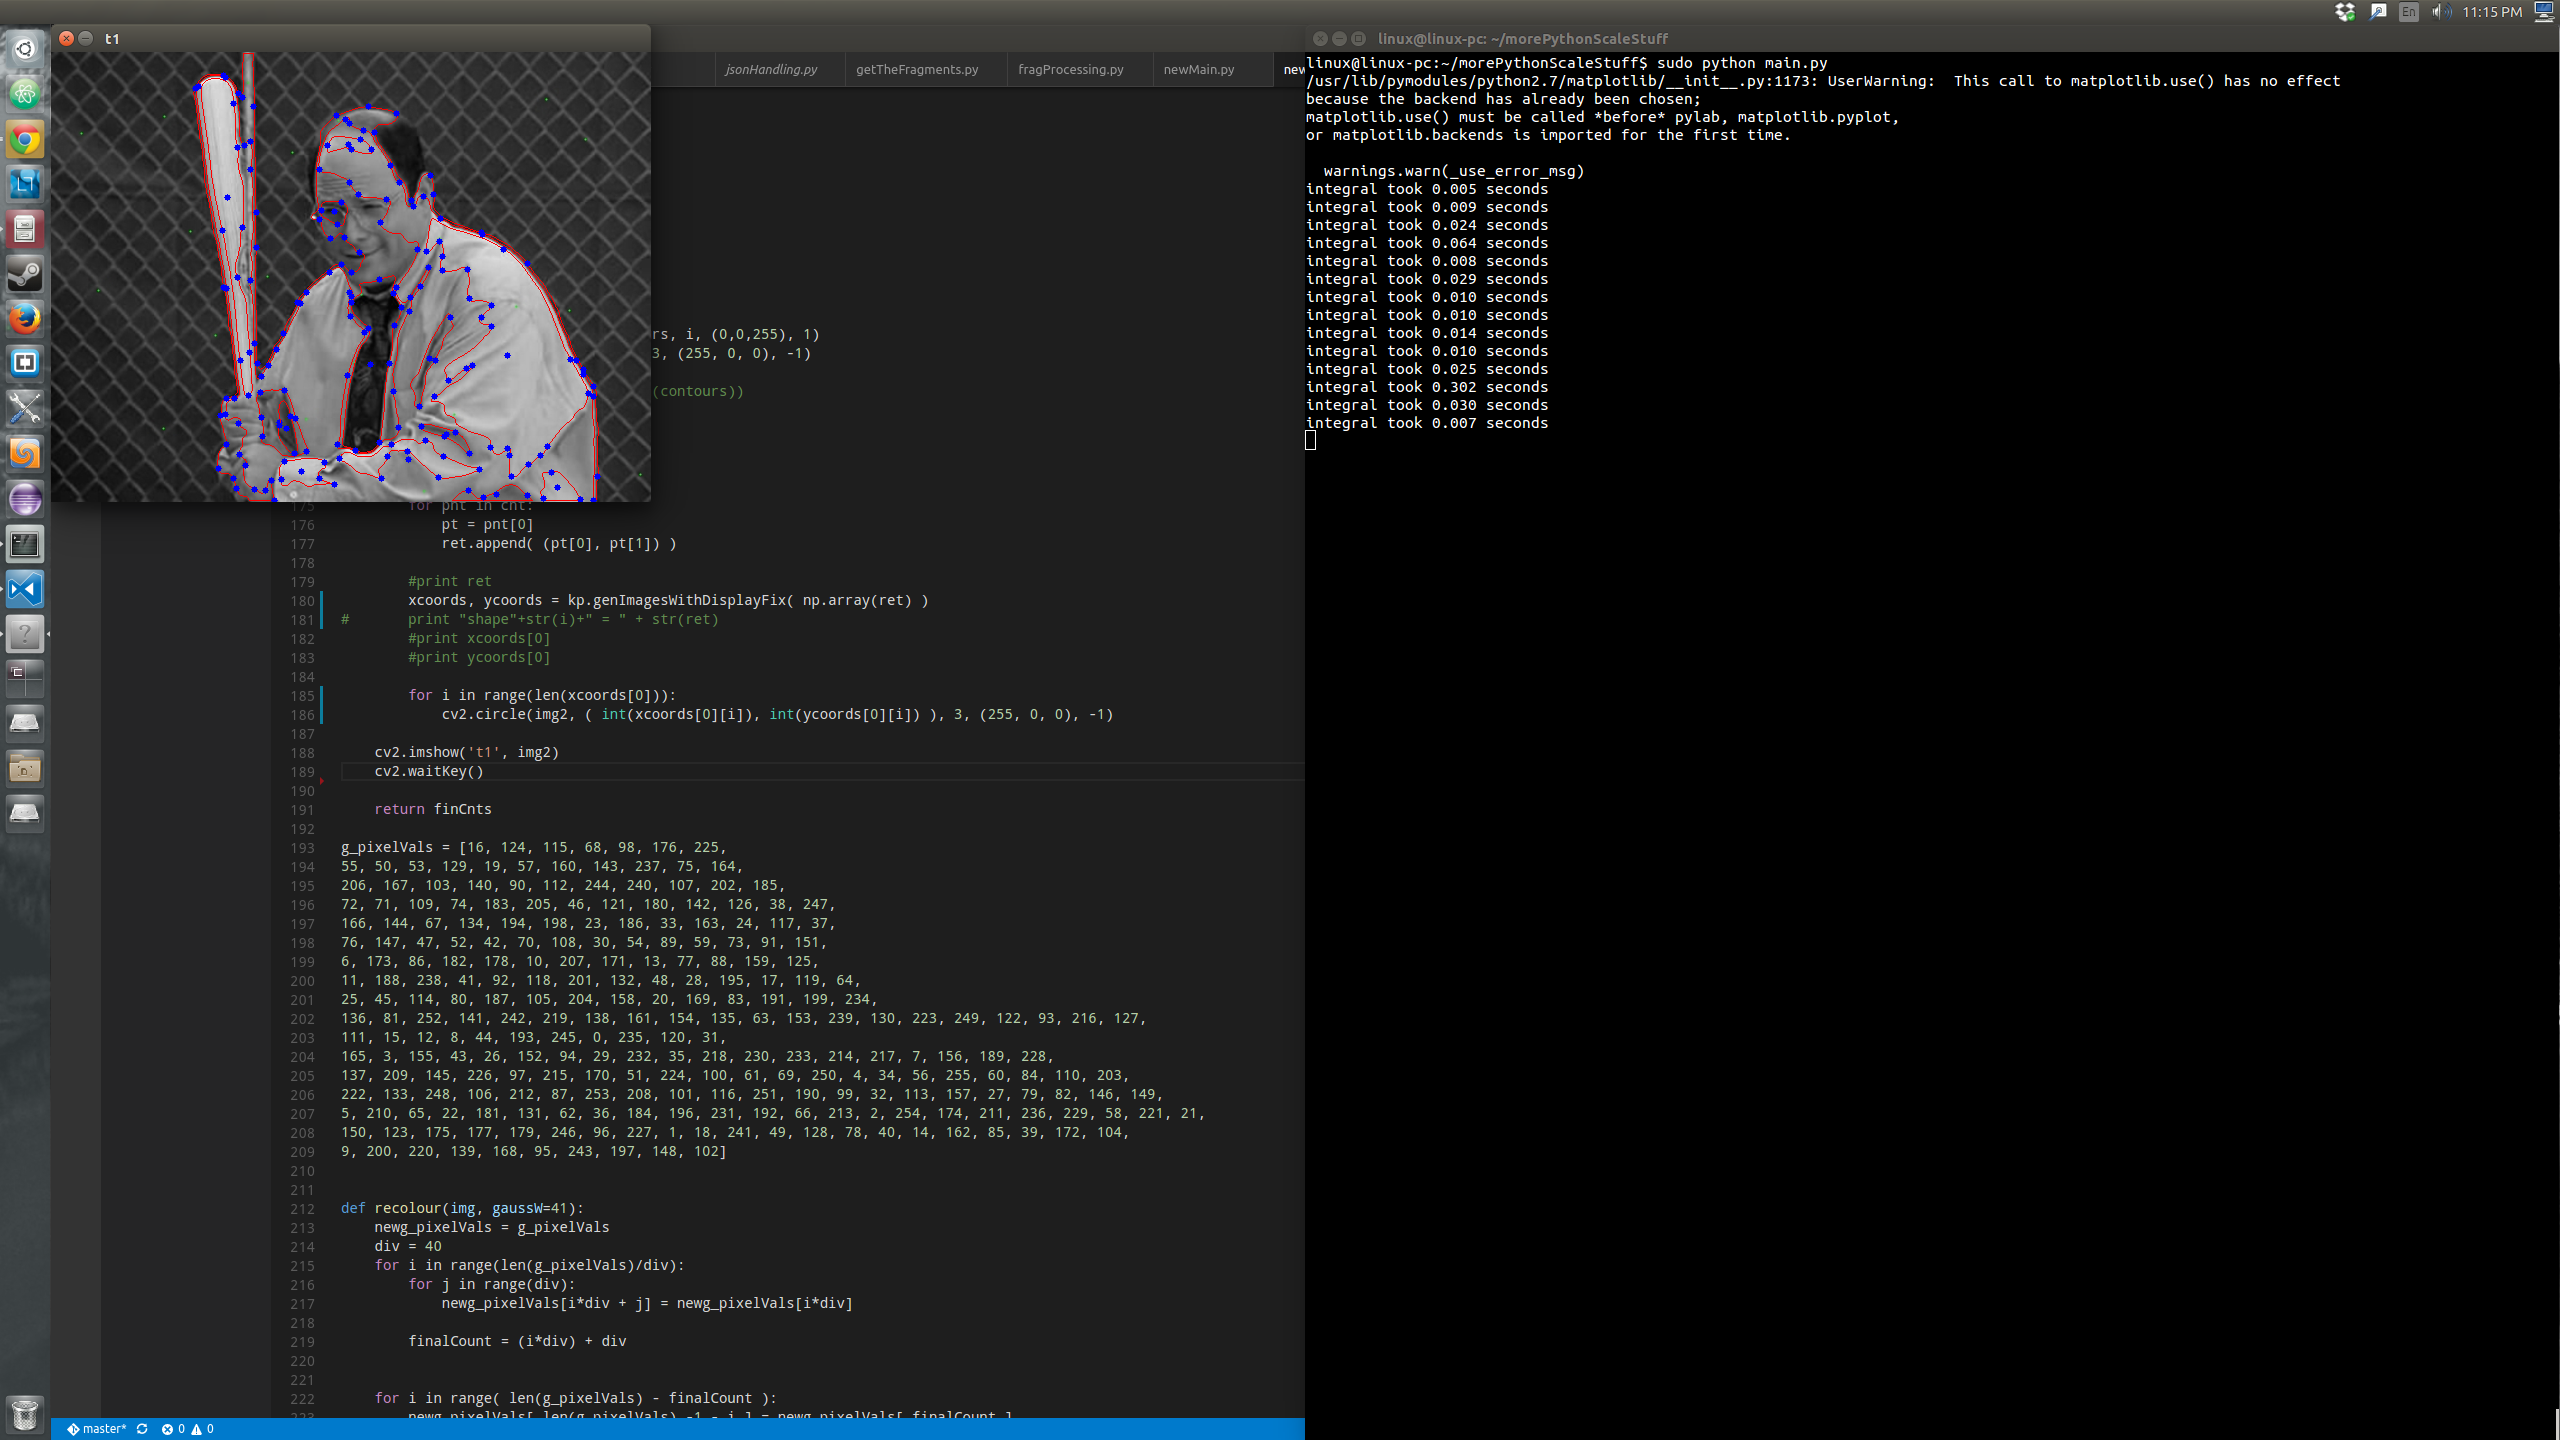 En 11:15 PM
t1
linux@linux-pc: ~/morePythonScaleStuff
jsonHandling.py getTheFragments.py fragProcessing.py newMain.py new
rs, i, (0,0,255), 1)
3, (255, 0, 0), -1)
(contours))
175 for pnt in cnt:
176 pt = pnt[0]
177 ret.append( (pt[0], pt[1]) )
178
179 #print ret
180 xcoords, ycoords = kp.genImagesWithDisplayFix( np.array(ret) )
181 # print "shape"+str(i)+" = " + str(ret)
182 #print xcoords[0]
183 #print ycoords[0]
184
185 for i in range(len(xcoords[0])):
186 cv2.circle(img2, ( int(xcoords[0][i]), int(ycoords[0][i]) ), 3, (255, 0, 0), -1)
187
188 cv2.imshow('t1', img2)
189 cv2.waitKey()
190
191 return finCnts
192
193 g_pixelVals = [16, 124, 115, 68, 98, 176, 225,
194 55, 50, 53, 129, 19, 57, 160, 143, 237, 75, 164,
195 206, 167, 103, 140, 90, 112, 244, 240, 107, 202, 185,
196 72, 71, 109, 74, 183, 205, 46, 121, 180, 142, 126, 38, 247,
197 166, 144, 67, 134, 194, 198, 23, 186, 33, 163, 24, 117, 37,
198 76, 147, 47, 52, 42, 70, 108, 30, 54, 89, 59, 73, 91, 151,
199 6, 173, 86, 182, 178, 10, 207, 171, 13, 77, 88, 159, 125,
200 11, 188, 238, 41, 92, 118, 201, 132, 48, 28, 195, 17, 119, 64,
201 25, 45, 114, 80, 187, 105, 204, 158, 20, 169, 83, 191, 199, 234,
202 136, 81, 252, 141, 242, 219, 138, 161, 154, 135, 63, 153, 239, 130, 223, 249, 122, 93, 216, 127,
203 111, 15, 12, 8, 44, 193, 245, 0, 235, 120, 31,
204 165, 3, 155, 43, 26, 152, 94, 29, 232, 35, 218, 230, 233, 214, 217, 7, 156, 189, 228,
205 137, 209, 145, 226, 97, 215, 170, 51, 224, 100, 61, 69, 250, 4, 34, 56, 255, 60, 84, 110, 203,
206 222, 133, 248, 106, 212, 87, 253, 208, 101, 116, 251, 190, 99, 32, 113, 157, 27, 79, 82, 146, 149,
207 5, 210, 65, 22, 181, 131, 62, 36, 184, 196, 231, 192, 66, 213, 2, 254, 174, 211, 236, 229, 58, 221, 21,
208 150, 123, 175, 177, 179, 246, 96, 227, 1, 18, 241, 49, 128, 78, 40, 14, 162, 85, 39, 172, 104,
209 9, 200, 220, 139, 168, 95, 243, 197, 148, 102]
210
211
212 def recolour(img, gaussW=41):
213 newg_pixelVals = g_pixelVals
214 div = 40
215 for i in range(len(g_pixelVals)/div):
216 for j in range(div):
217 newg_pixelVals[i*div + j] = newg_pixelVals[i*div]
218
219 finalCount = (i*div) + div
220
221
222 for i in range( len(g_pixelVals) - finalCount ):
223 newg_pixelVals[ len(g_pixelVals) -1 - i ] = newg_pixelVals[ finalCount ]
master* 0 0
linux@linux-pc:~/morePythonScaleStuff$ sudo python main.py
/usr/lib/pymodules/python2.7/matplotlib/__init__.py:1173: UserWarning:  This call to matplotlib.use() has no effect
because the backend has already been chosen;
matplotlib.use() must be called *before* pylab, matplotlib.pyplot,
or matplotlib.backends is imported for the first time.
warnings.warn(_use_error_msg)
integral took 0.005 seconds
integral took 0.009 seconds
integral took 0.024 seconds
integral took 0.064 seconds
integral took 0.008 seconds
integral took 0.029 seconds
integral took 0.010 seconds
integral took 0.010 seconds
integral took 0.014 seconds
integral took 0.010 seconds
integral took 0.025 seconds
integral took 0.302 seconds
integral took 0.030 seconds
integral took 0.007 seconds